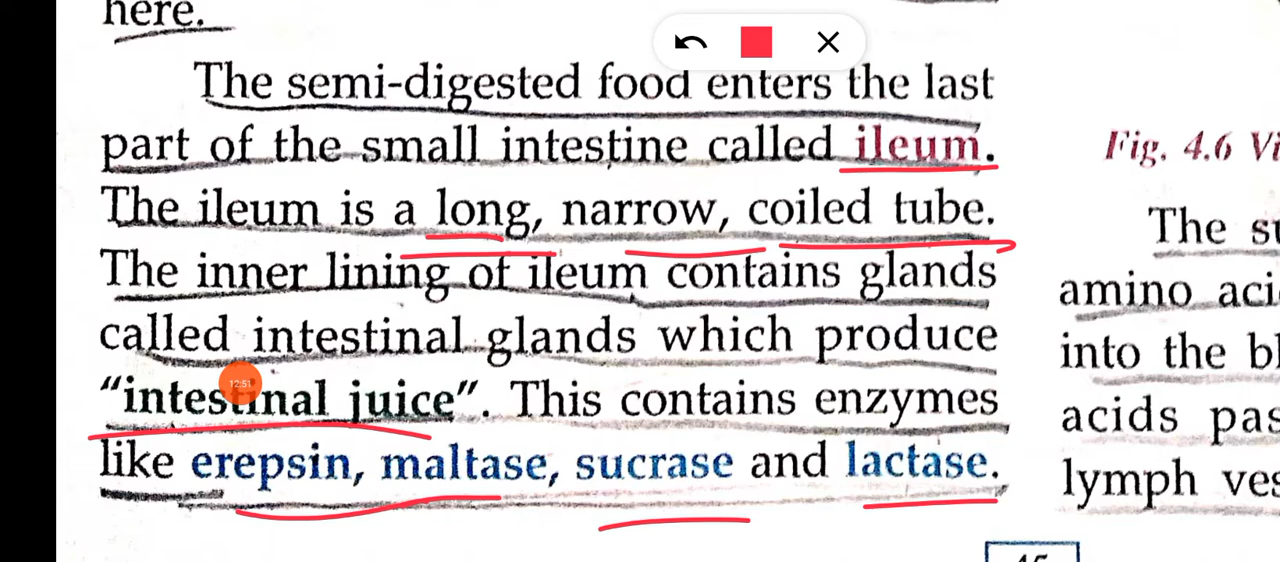 here.
The semi-digested food enters the last
part of the small intestine called ileum.
The ileum is a long, narrow, coiled tube.
The inner lining of ileum contains glands
called intestinal glands which produce
“intestinal juice”. This contains enzymes
like erepsin, maltase, sucrase and lactase.
12:51
Fig. 4.6
The
amino
into the
acids
lymph